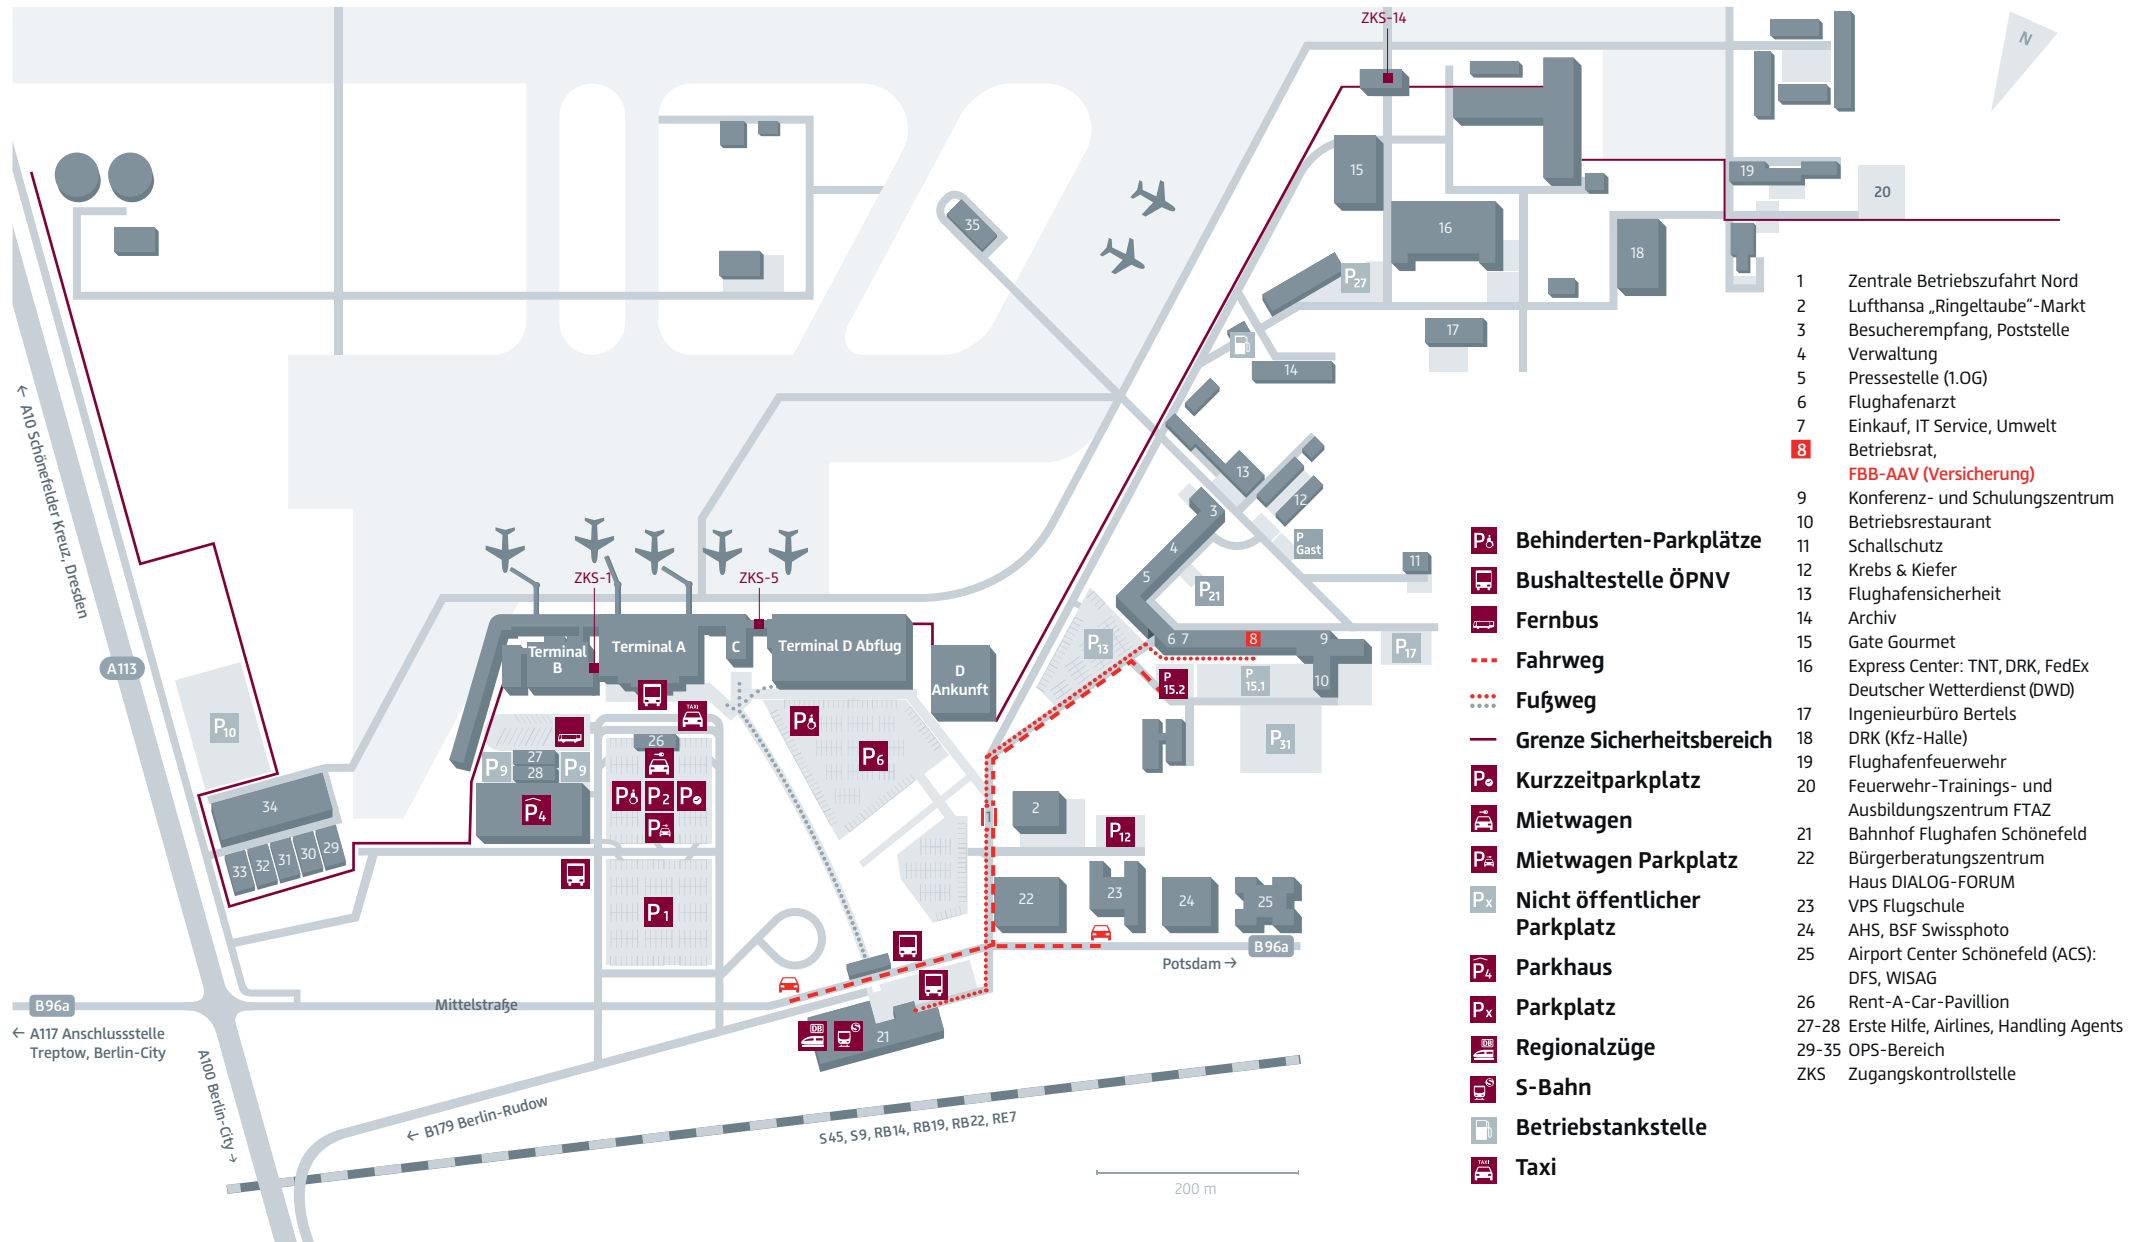 ZKS-14
N
15
19
20
35
16
18
P27
17
14
← A10 Schönefelder Kreuz, Dresden
13
12
3
P Gast
4
11
5
P21
ZKS-1
ZKS-5
Terminal B
Terminal A
C
Terminal D Abflug
D Ankunft
P13
6 7
8
9
P17
A113
P 15.2
P 15.1
10
P10
TAXI
P
P6
P31
26
27
P9
28
P9
P
P2
P
P4
P
34
1
2
P12
33
32
31
30
29
P1
22
23
24
25
B96a
Potsdam →
B96a
Mittelstraße
← A117 Anschlussstelle
Treptow, Berlin-City
DB
S
21
A100 Berlin-City →
← B179 Berlin-Rudow
S45, S9, RB14, RB19, RB22, RE7
200 m
P Behinderten-Parkplätze
Bushaltestelle ÖPNV
Fernbus
Fahrweg
Fußweg
Grenze Sicherheitsbereich
P Kurzzeitparkplatz
Mietwagen
P Mietwagen Parkplatz
Px Nicht öffentlicher
Parkplatz
P4 Parkhaus
Px Parkplatz
DB Regionalzüge
S S-Bahn
Betriebstankstelle
TAXI Taxi
1 Zentrale Betriebszufahrt Nord
2 Lufthansa „Ringeltaube“-Markt
3 Besucherempfang, Poststelle
4 Verwaltung
5 Pressestelle (1.OG)
6 Flughafenarzt
7 Einkauf, IT Service, Umwelt
8 Betriebsrat,
FBB-AAV (Versicherung)
9 Konferenz- und Schulungszentrum
10 Betriebsrestaurant
11 Schallschutz
12 Krebs & Kiefer
13 Flughafensicherheit
14 Archiv
15 Gate Gourmet
16 Express Center: TNT, DRK, FedEx
Deutscher Wetterdienst (DWD)
17 Ingenieurbüro Bertels
18 DRK (Kfz-Halle)
19 Flughafenfeuerwehr
20 Feuerwehr-Trainings- und
Ausbildungszentrum FTAZ
21 Bahnhof Flughafen Schönefeld
22 Bürgerberatungszentrum
Haus DIALOG-FORUM
23 VPS Flugschule
24 AHS, BSF Swissphoto
25 Airport Center Schönefeld (ACS):
DFS, WISAG
26 Rent-A-Car-Pavillion
27-28 Erste Hilfe, Airlines, Handling Agents
29-35 OPS-Bereich
ZKS Zugangskontrollstelle